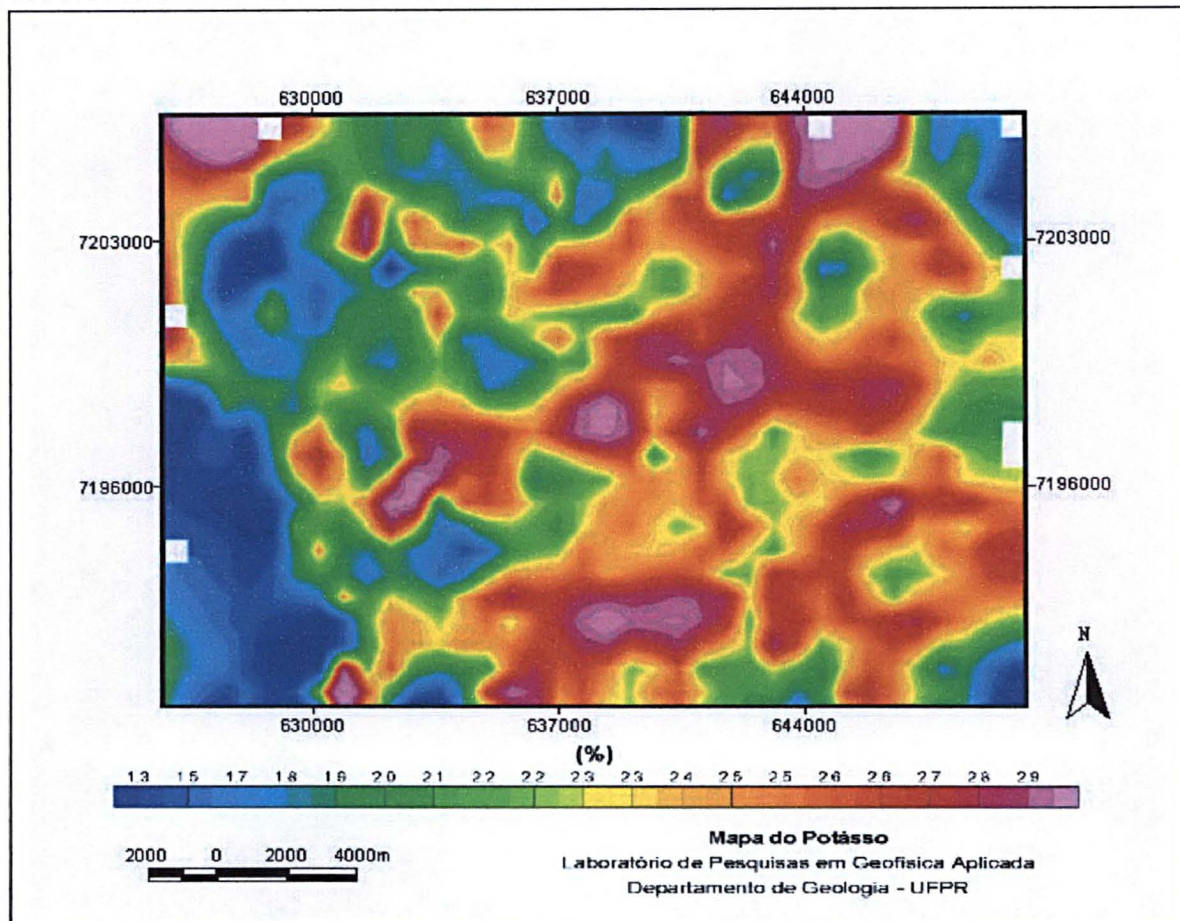 630000 637000 644000
7203000 7203000
7196000 7196000
630000 637000 644000
(%)
1.3 1.5 1.7 1.8 1.9 2.0 2.1 2.2 2.2 2.3 2.3 2.4 2.5 2.5 2.6 2.6 2.7 2.8 2.9
N
2000 0 2000 4000m
Mapa do Potásso
Laboratório de Pesquisas em Geofísica Aplicada
Departamento de Geologia - UFPR